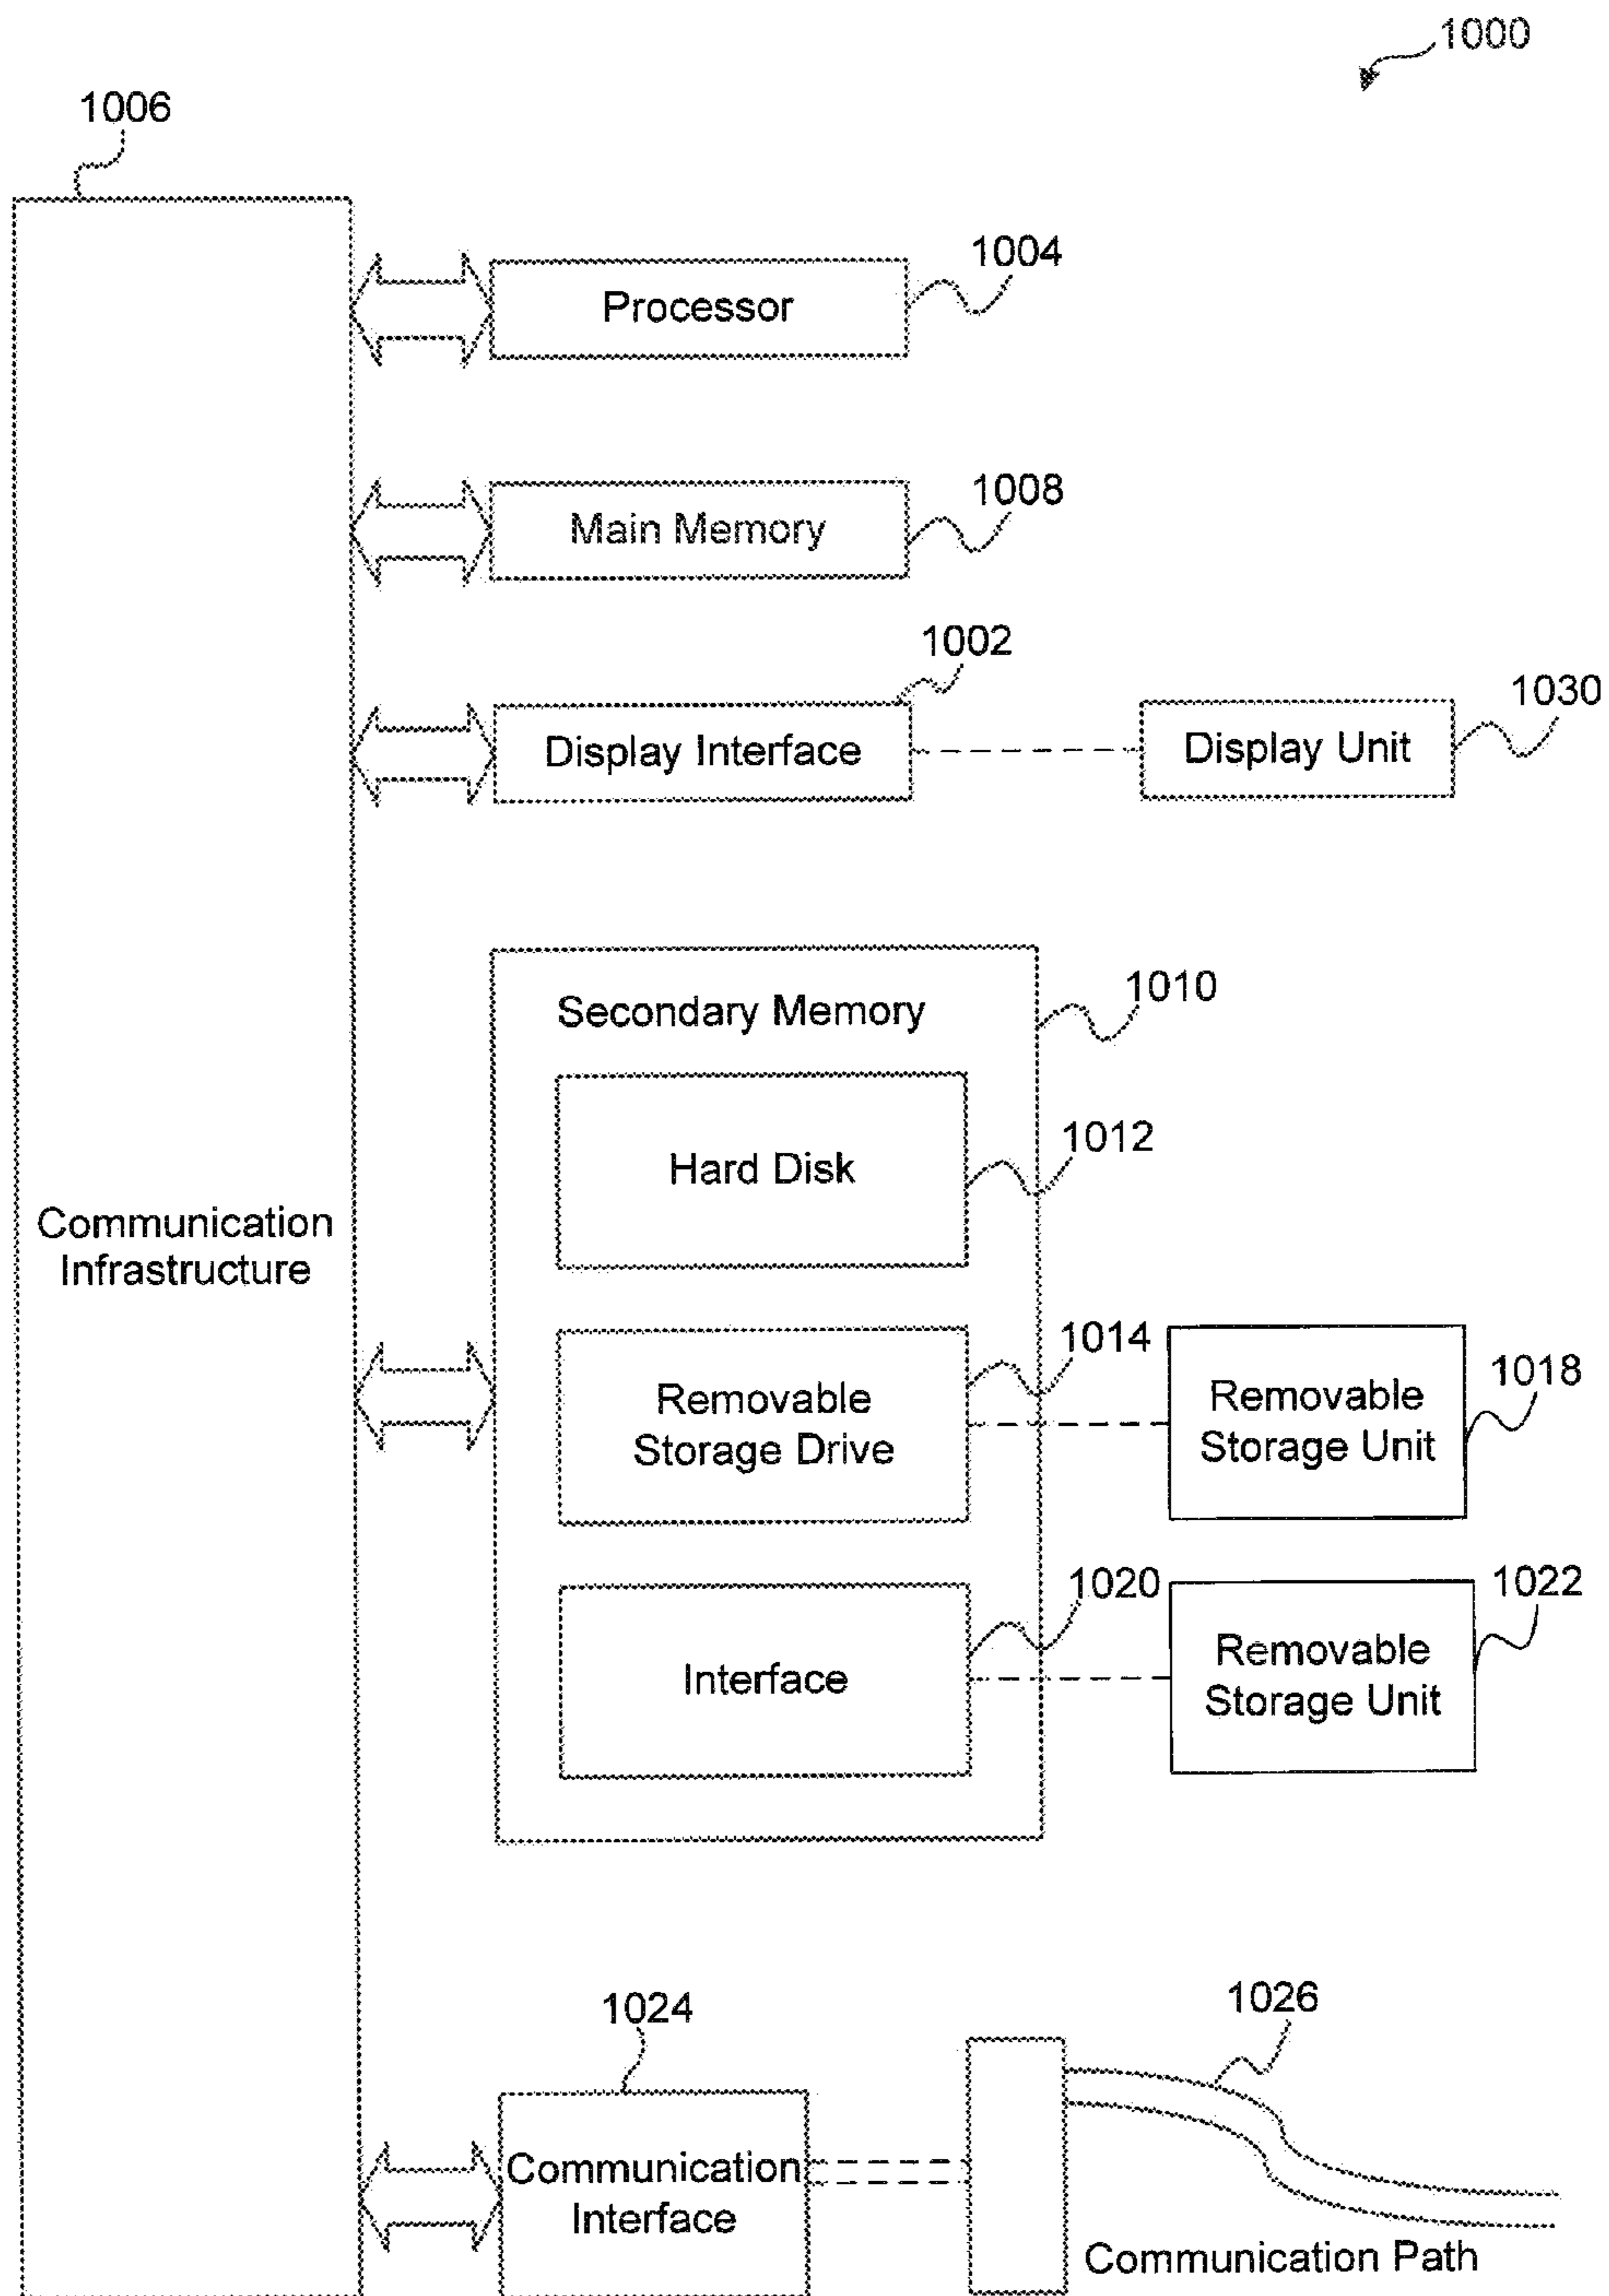 1000
1006
1004
Processor
1008
Main Memory
1002
1030
Display Interface
Display Unit
1010
Secondary Memory
1012
Hard Disk
Communication
Infrastructure
1014
1018
Removable
Storage Drive
Removable
Storage Unit
1020
1022
Interface
Removable
Storage Unit
1024
1026
Communication
Interface
Communication Path